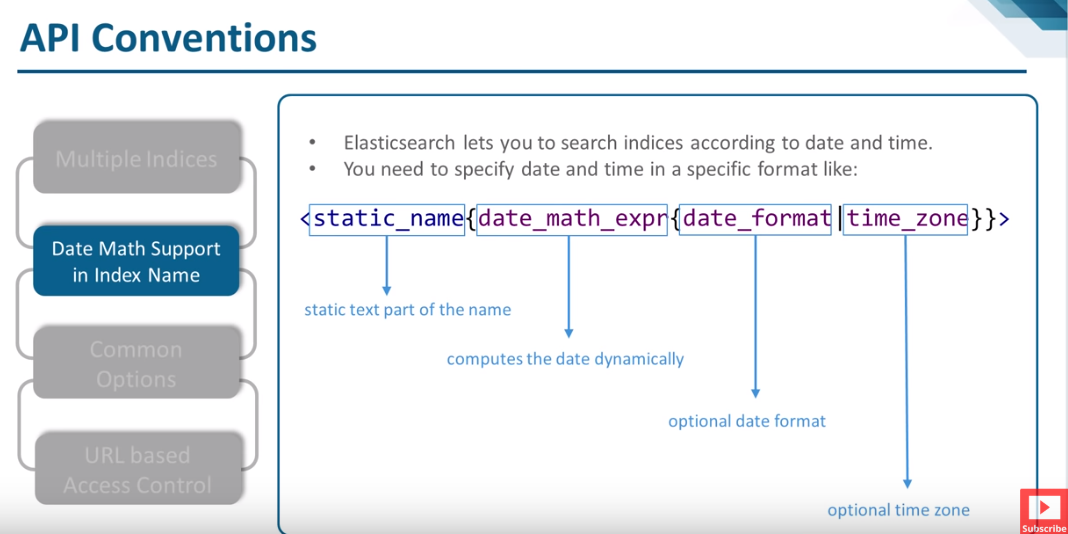 API Conventions
Multiple Indices
Date Math Support
in Index Name
Common
Options
URL based
Access Control
• Elasticsearch lets you to search indices according to date and time.
• You need to specify date and time in a specific format like:
<static_name{date_math_expr{date_format|time_zone}}>
static text part of the name
computes the date dynamically
optional date format
optional time zone
Subscribe